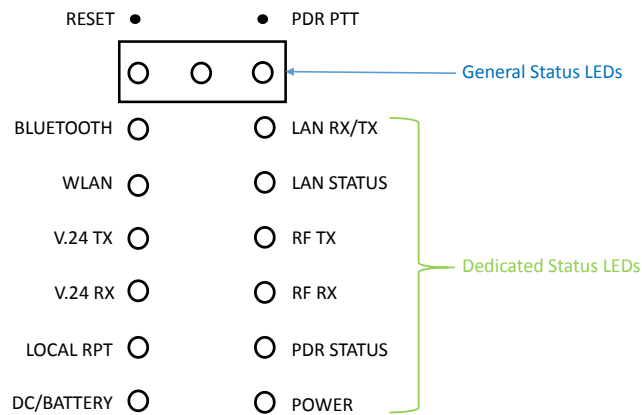 RESET PDR PTT
General Status LEDs
BLUETOOTH LAN RX/TX
WLAN LAN STATUS
V.24 TX RF TX
Dedicated Status LEDs
V.24 RX RF RX
LOCAL RPT PDR STATUS
DC/BATTERY POWER